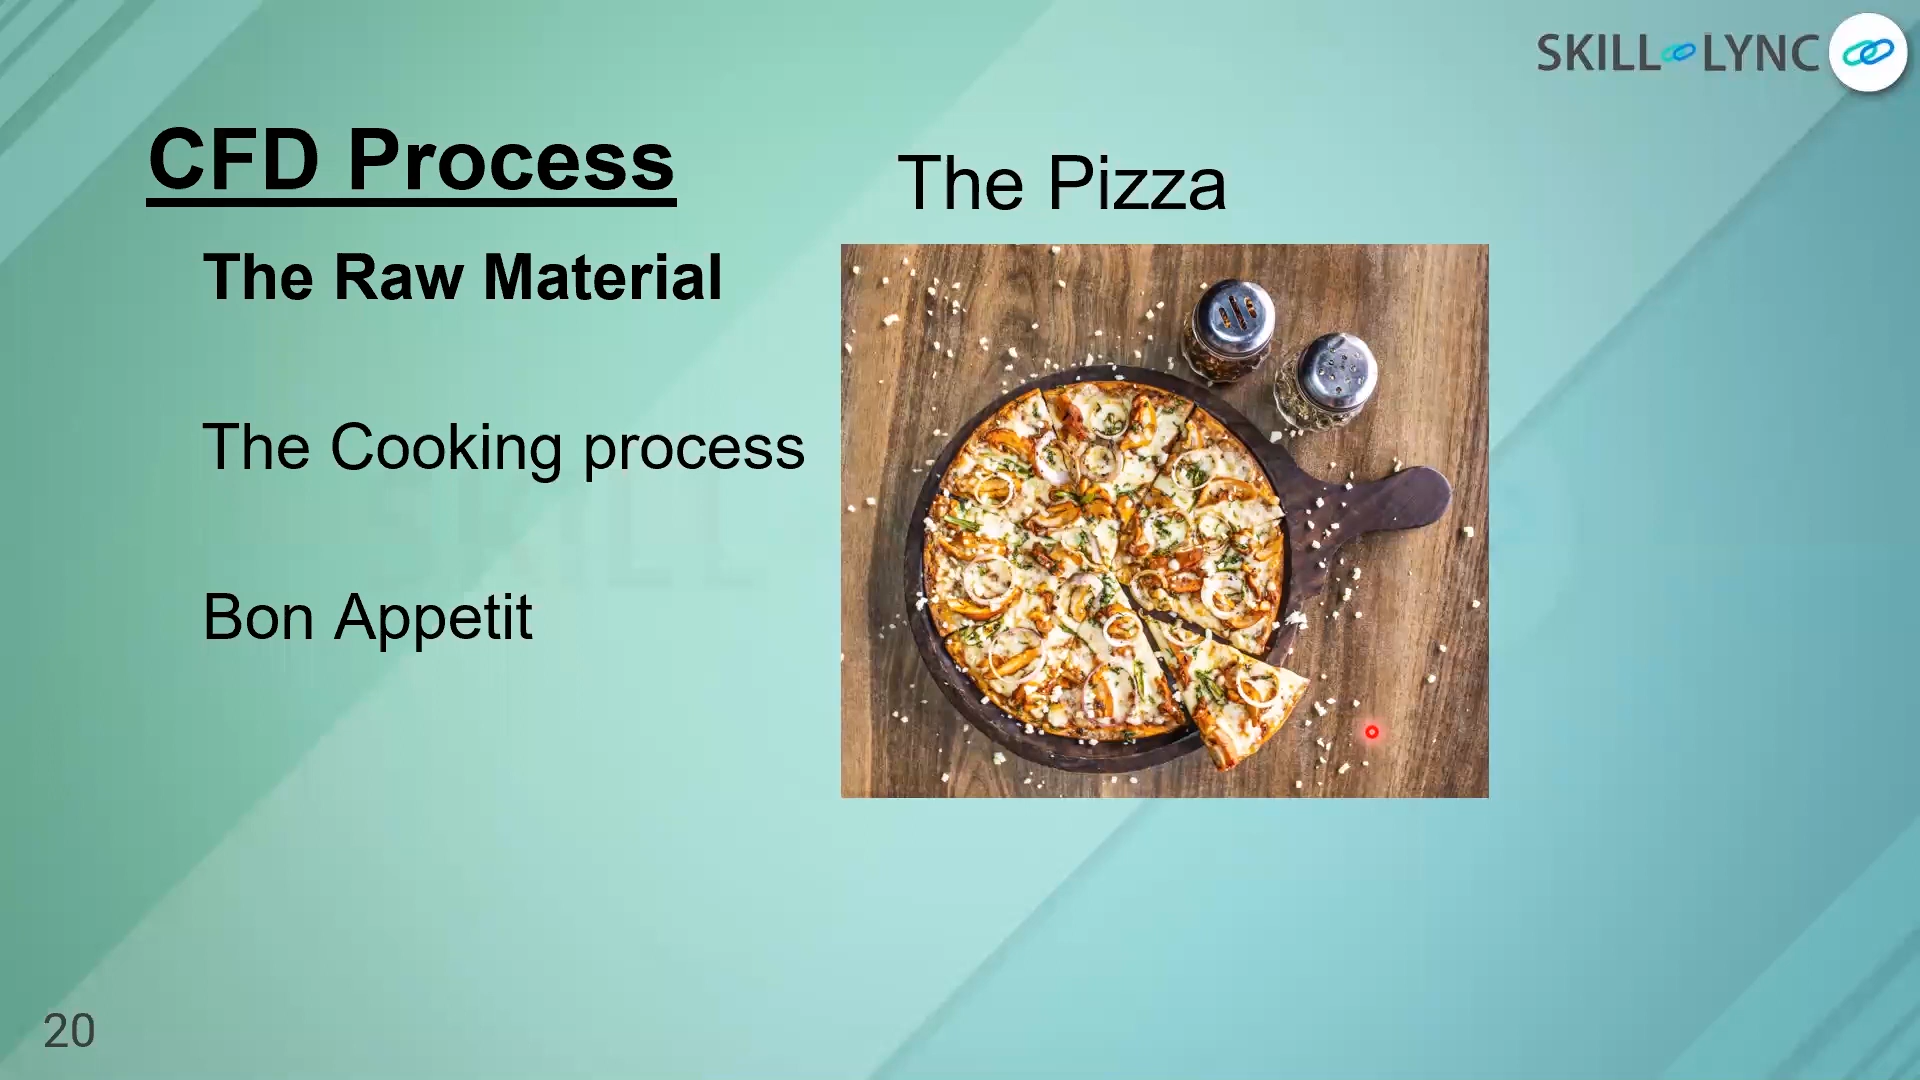 SKILL LYNC
CFD Process
The Pizza
The Raw Material
The Cooking process
Bon Appetit
20